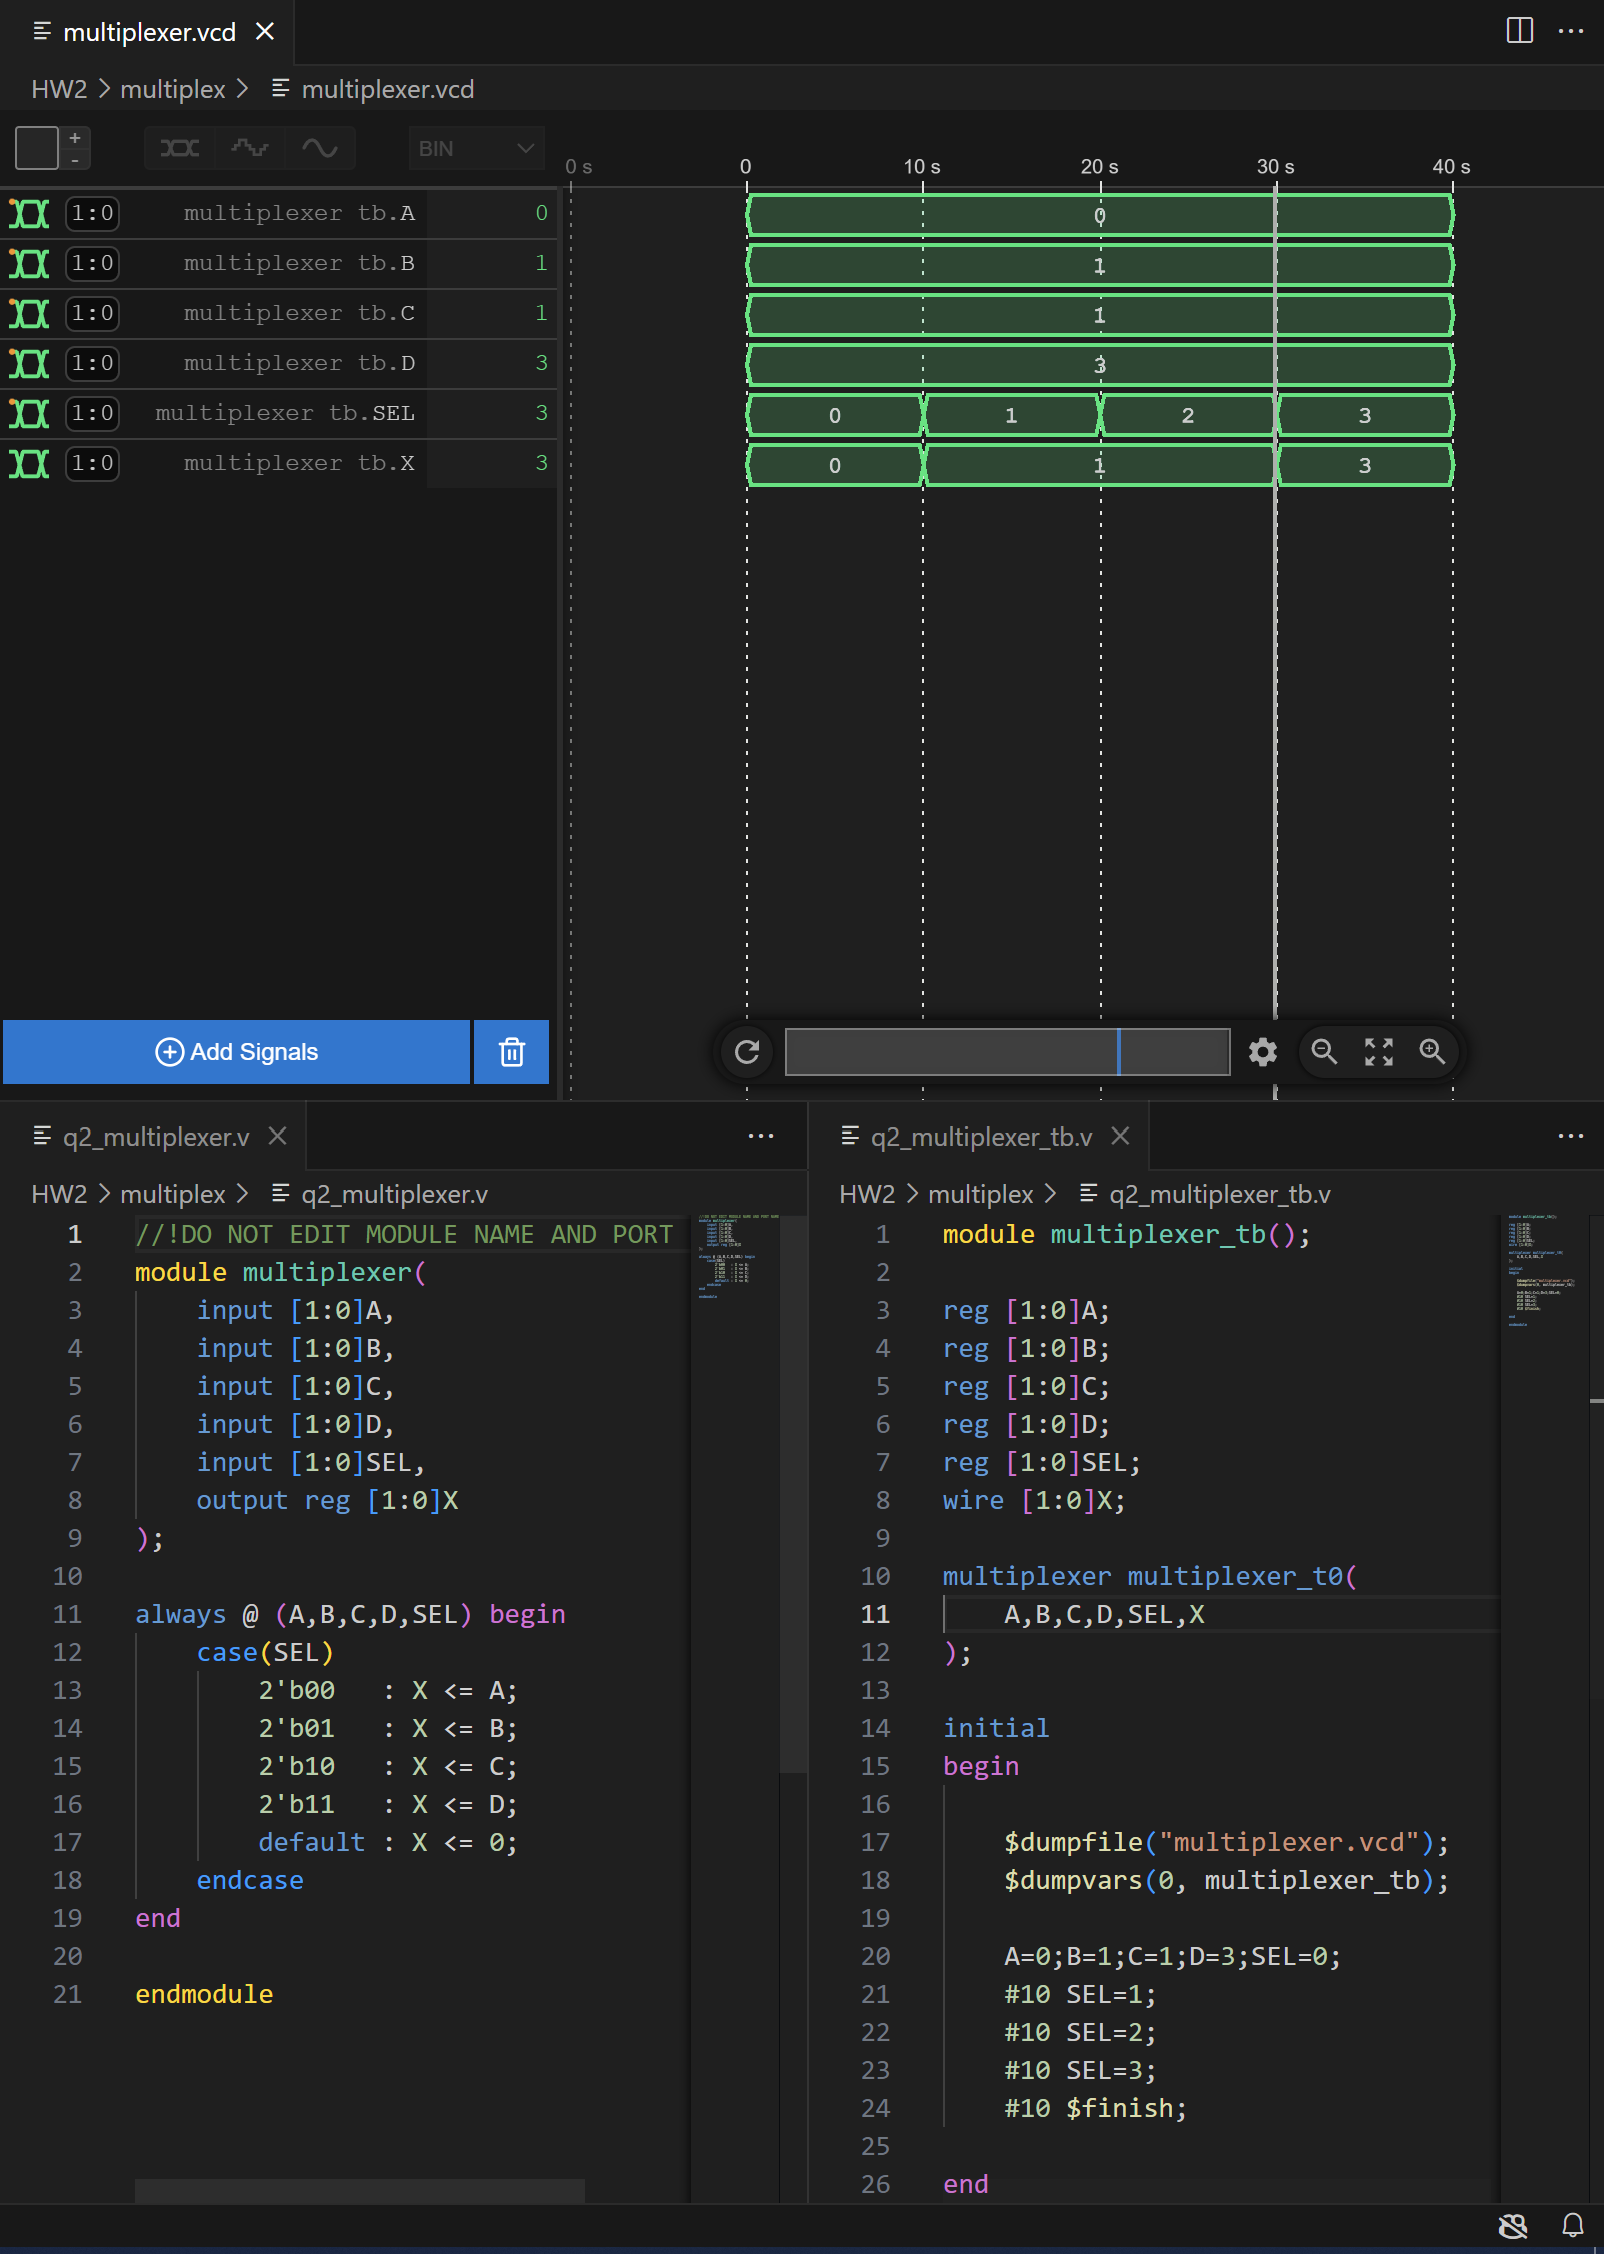 multiplexer.vcd
HW2 > multiplex > multiplexer.vcd
+
-
BIN
0 s 0 10 s 20 s 30 s 40 s
1:0 multiplexer tb.A 0 0
1:0 multiplexer tb.B 1 1
1:0 multiplexer tb.C 1 1
1:0 multiplexer tb.D 3 3
1:0 multiplexer tb.SEL 3 0 1 2 3
1:0 multiplexer tb.X 3 0 1 3
Add Signals
q2_multiplexer.v
HW2 > multiplex > q2_multiplexer.v
1 //!DO NOT EDIT MODULE NAME AND PORT
2 module multiplexer(
3 input [1:0]A,
4 input [1:0]B,
5 input [1:0]C,
6 input [1:0]D,
7 input [1:0]SEL,
8 output reg [1:0]X
9 );
10
11 always @ (A,B,C,D,SEL) begin
12 case(SEL)
13 2'b00 : X <= A;
14 2'b01 : X <= B;
15 2'b10 : X <= C;
16 2'b11 : X <= D;
17 default : X <= 0;
18 endcase
19 end
20
21 endmodule
q2_multiplexer_tb.v
HW2 > multiplex > q2_multiplexer_tb.v
1 module multiplexer_tb();
2
3 reg [1:0]A;
4 reg [1:0]B;
5 reg [1:0]C;
6 reg [1:0]D;
7 reg [1:0]SEL;
8 wire [1:0]X;
9
10 multiplexer multiplexer_t0(
11 A,B,C,D,SEL,X
12 );
13
14 initial
15 begin
16
17 $dumpfile("multiplexer.vcd");
18 $dumpvars(0, multiplexer_tb);
19
20 A=0;B=1;C=1;D=3;SEL=0;
21 #10 SEL=1;
22 #10 SEL=2;
23 #10 SEL=3;
24 #10 $finish;
25
26 end